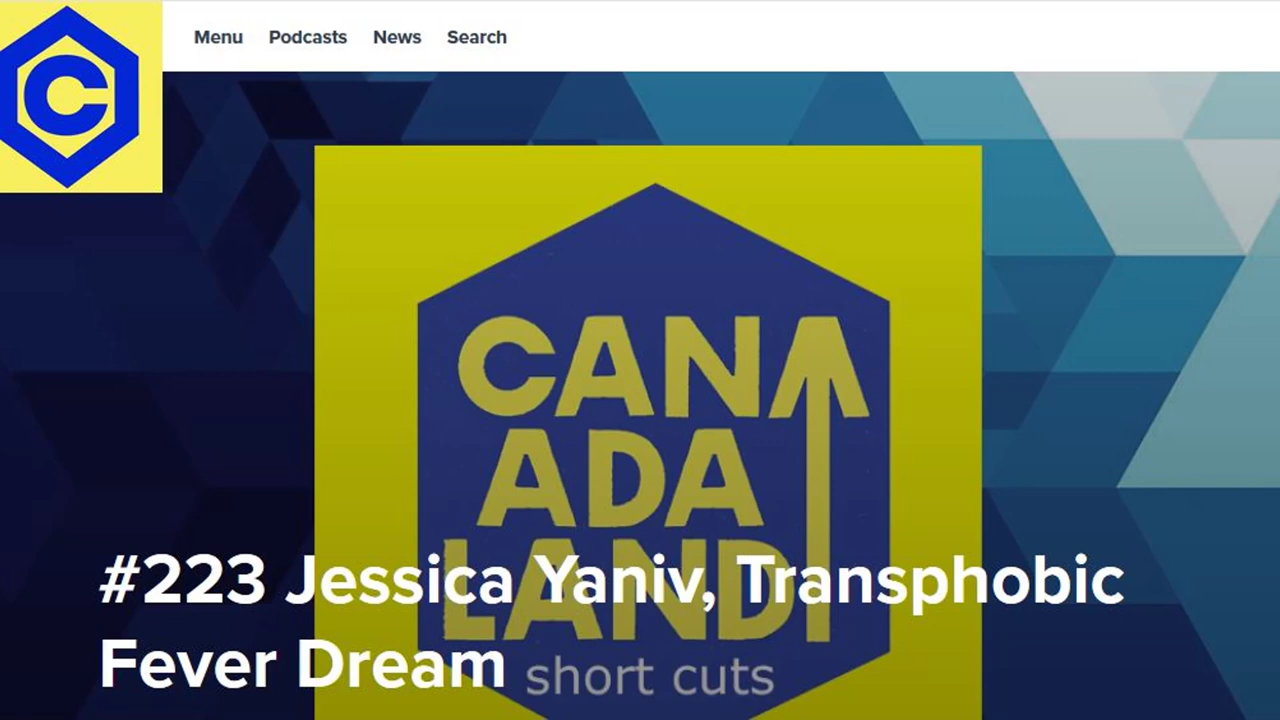 C
Menu Podcasts News Search
CAN
ADA
LAND
#223 Jessica Yaniv, Transphobic
Fever Dream
short cuts